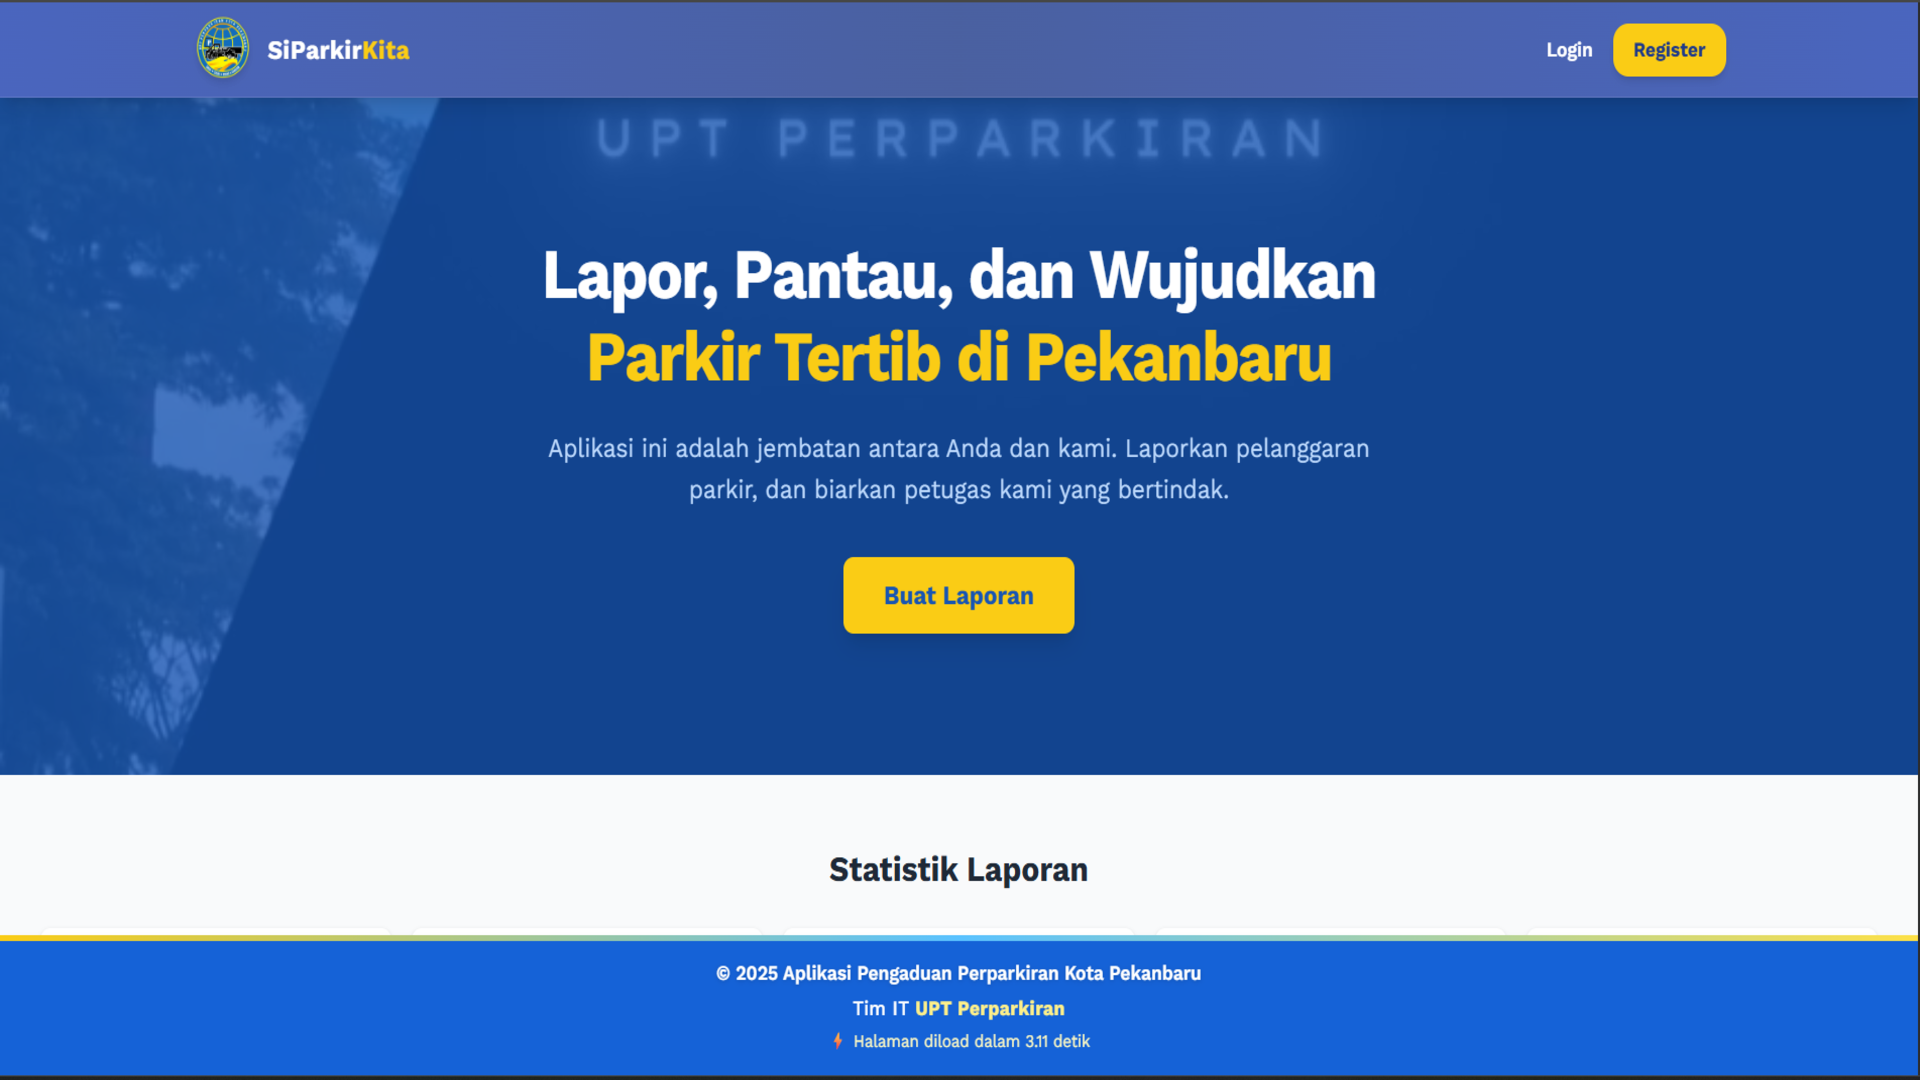 SiParkirKita
Login
Register
UPT PERPARKIRAN
Lapor, Pantau, dan Wujudkan
Parkir Tertib di Pekanbaru
Aplikasi ini adalah jembatan antara Anda dan kami. Laporkan pelanggaran
parkir, dan biarkan petugas kami yang bertindak.
Buat Laporan
Statistik Laporan
© 2025 Aplikasi Pengaduan Perparkiran Kota Pekanbaru
Tim IT UPT Perparkiran
Halaman diload dalam 3.11 detik